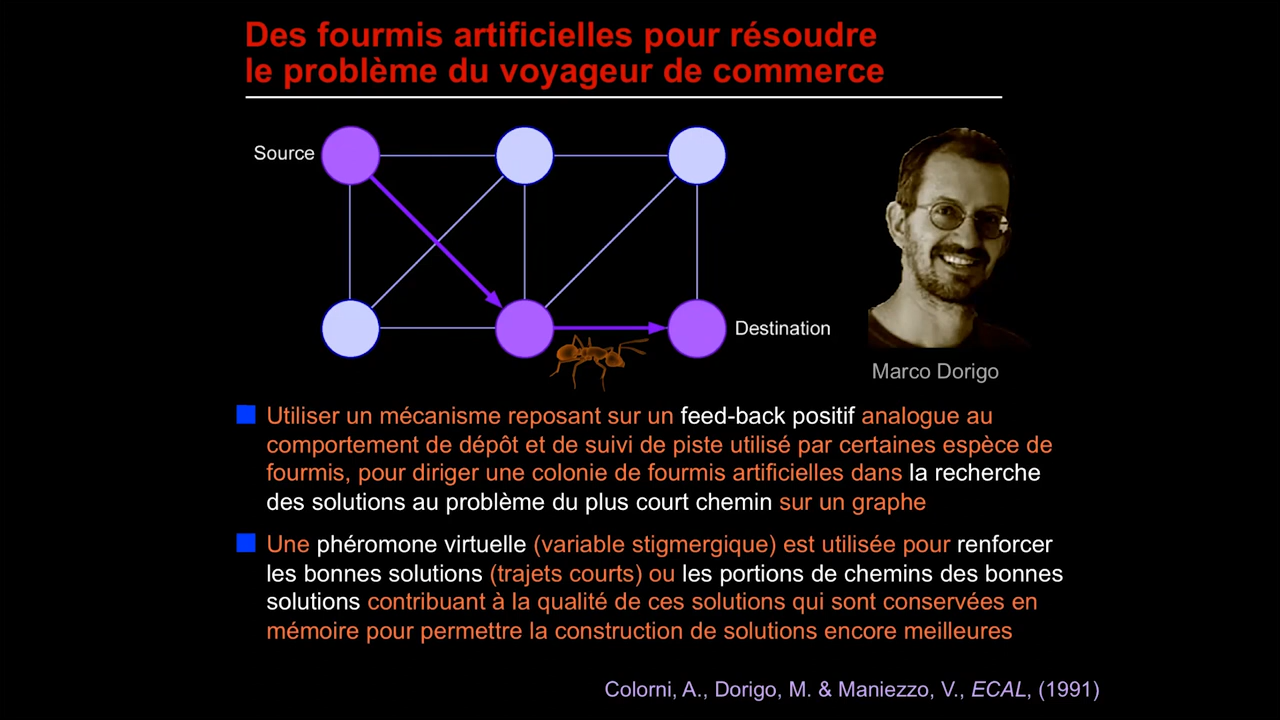 Des fourmis artificielles pour résoudre
le problème du voyageur de commerce
Source
Destination
Marco Dorigo
Utiliser un mécanisme reposant sur un feed-back positif analogue au
comportement de dépôt et de suivi de piste utilisé par certaines espèce de
fourmis, pour diriger une colonie de fourmis artificielles dans la recherche
des solutions au problème du plus court chemin sur un graphe
Une phéromone virtuelle (variable stigmergique) est utilisée pour renforcer
les bonnes solutions (trajets courts) ou les portions de chemins des bonnes
solutions contribuant à la qualité de ces solutions qui sont conservées en
mémoire pour permettre la construction de solutions encore meilleures
Colorni, A., Dorigo, M. & Maniezzo, V., ECAL, (1991)